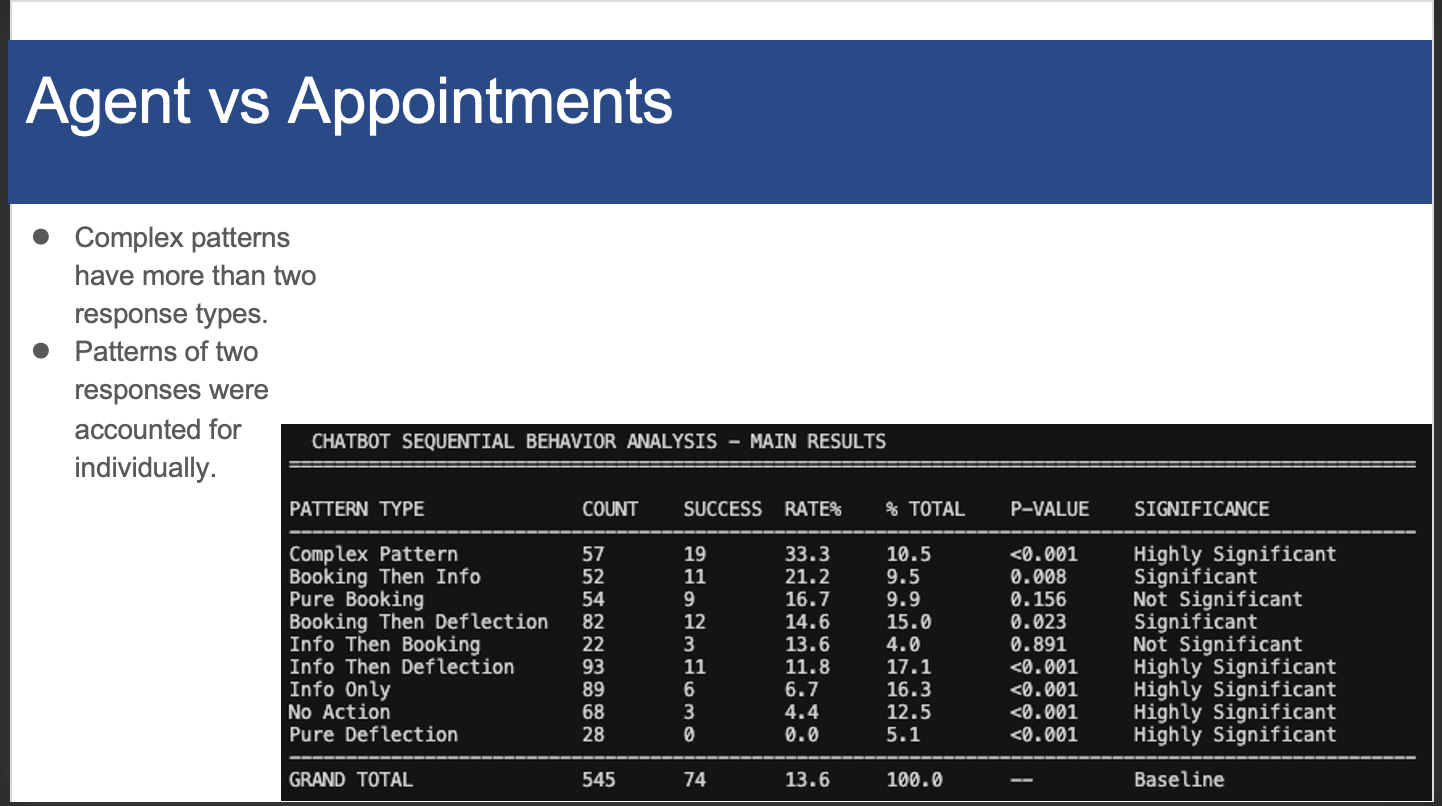 Agent vs Appointments
● Complex patterns
have more than two
response types.
● Patterns of two
responses were
accounted for
individually.
CHATBOT SEQUENTIAL BEHAVIOR ANALYSIS – MAIN RESULTS
PATTERN TYPE COUNT SUCCESS RATE% % TOTAL P-VALUE SIGNIFICANCE
Complex Pattern 57 19 33.3 10.5 <0.001 Highly Significant
Booking Then Info 52 11 21.2 9.5 0.008 Significant
Pure Booking 54 9 16.7 9.9 0.156 Not Significant
Booking Then Deflection 82 12 14.6 15.0 0.023 Significant
Info Then Booking 22 3 13.6 4.0 0.891 Not Significant
Info Then Deflection 93 11 11.8 17.1 <0.001 Highly Significant
Info Only 89 6 6.7 16.3 <0.001 Highly Significant
No Action 68 3 4.4 12.5 <0.001 Highly Significant
Pure Deflection 28 0 0.0 5.1 <0.001 Highly Significant
GRAND TOTAL 545 74 13.6 100.0 –– Baseline